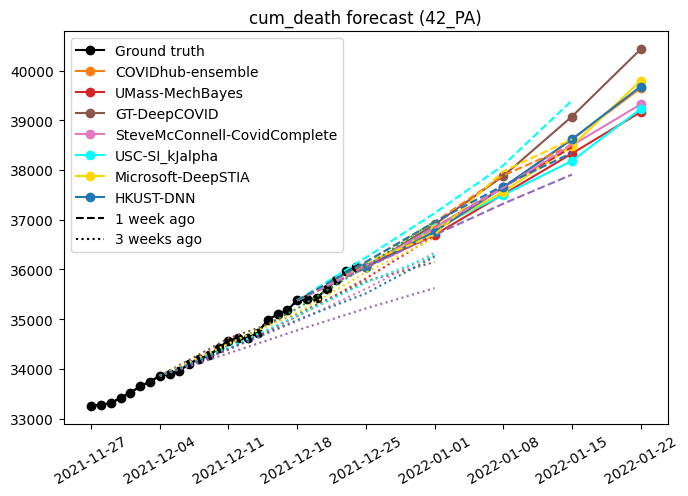 cum_death forecast (42_PA)
Ground truth
COVIDhub-ensemble
UMass-MechBayes
GT-DeepCOVID
SteveMcConnell-CovidComplete
USC-SI_kJalpha
Microsoft-DeepSTIA
HKUST-DNN
1 week ago
3 weeks ago
40000
39000
38000
37000
36000
35000
34000
33000
2021-11-27
2021-12-04
2021-12-11
2021-12-18
2021-12-25
2022-01-01
2022-01-08
2022-01-15
2022-01-22